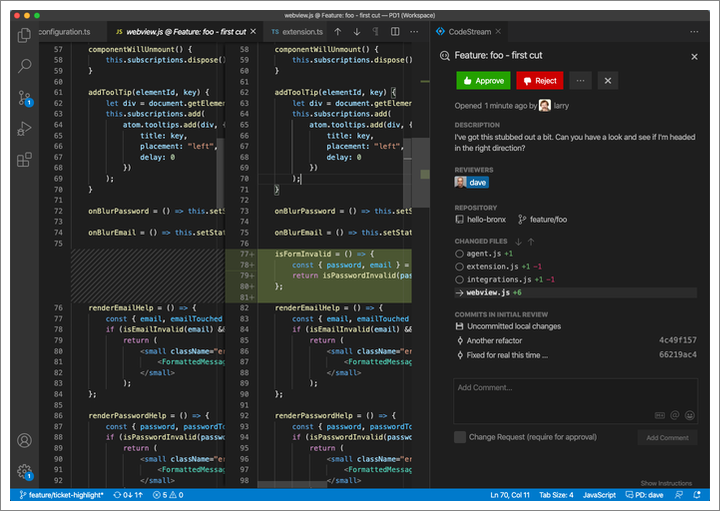 webview.js @ Feature: foo - first cut — PD1 (Workspace)
configuration.ts
JS webview.js @ Feature: foo - first cut
TS extension.ts
57 componentWillUnmount() {
58 this.subscriptions.dispose()
59 }
60
61 addToolTip(elementId, key) {
62 let div = document.getElem
63 this.subscriptions.add(
64 atom.tooltips.add(div, {
65 title: key,
66 placement: "left",
67 delay: 0
68 })
69 );
70 }
71
72 onBlurPassword = () => this.setS
73
74 onBlurEmail = () => this.setStat
75
76 renderEmailHelp = () => {
77 const { email, emailTouched
78 if (isEmailInvalid(email) &&
79 return (
80 <small className="er
81 <FormattedMessag
82 </small>
83 );
84 };
85
86 renderPasswordHelp = () => {
87 const { password, passwordTo
88 if (isPasswordInvalid(passwo
90 return (
91 <small className="er
92 <FormattedMessag
93 </small>
58 componentWillUnmount() {
59 this.subscriptions.dispose()
60 }
61
62 addToolTip(elementId, key) {
63 let div = document.getElem
64 this.subscriptions.add(
65 atom.tooltips.add(div, {
66 title: key,
67 placement: "left",
68 delay: 0
69 })
70 );
71 }
72
73 onBlurPassword = () => this.setS
74
75 onBlurEmail = () => this.setStat
76
77+ isFormInvalid = () => {
78+ const { password, email } =
79+ return isPasswordInvalid(pas
80+ };
81+
82 renderEmailHelp = () => {
83 const { email, emailTouched
84 if (isEmailInvalid(email) &&
85 return (
86 <small className="er
87 <FormattedMessag
88 </small>
89 );
90 };
91
92 renderPasswordHelp = () => {
93 const { password, passwordTo
94 if (isPasswordInvalid(passwo
96 return (
97 <small className="er
98 <FormattedMessag
CodeStream
Feature: foo - first cut
Approve
Reject
Opened 1 minute ago by larry
DESCRIPTION
I've got this stubbed out a bit. Can you have a look and see if I'm headed
in the right direction?
REVIEWERS
dave
REPOSITORY
hello-bronx feature/foo
CHANGED FILES
agent.js +1
extension.js +1 -1
integrations.js +1 -1
webview.js +6
COMMITS IN INITIAL REVIEW
Uncommitted local changes
Another refactor 4c49f157
Fixed for real this time ... 66219ac4
Add Comment...
Change Request (require for approval)
Add Comment
Show Instructions
feature/ticket-highlight* 0↓ 1↑ 5 0 Ln 70, Col 11 Tab Size: 4 JavaScript PD: dave